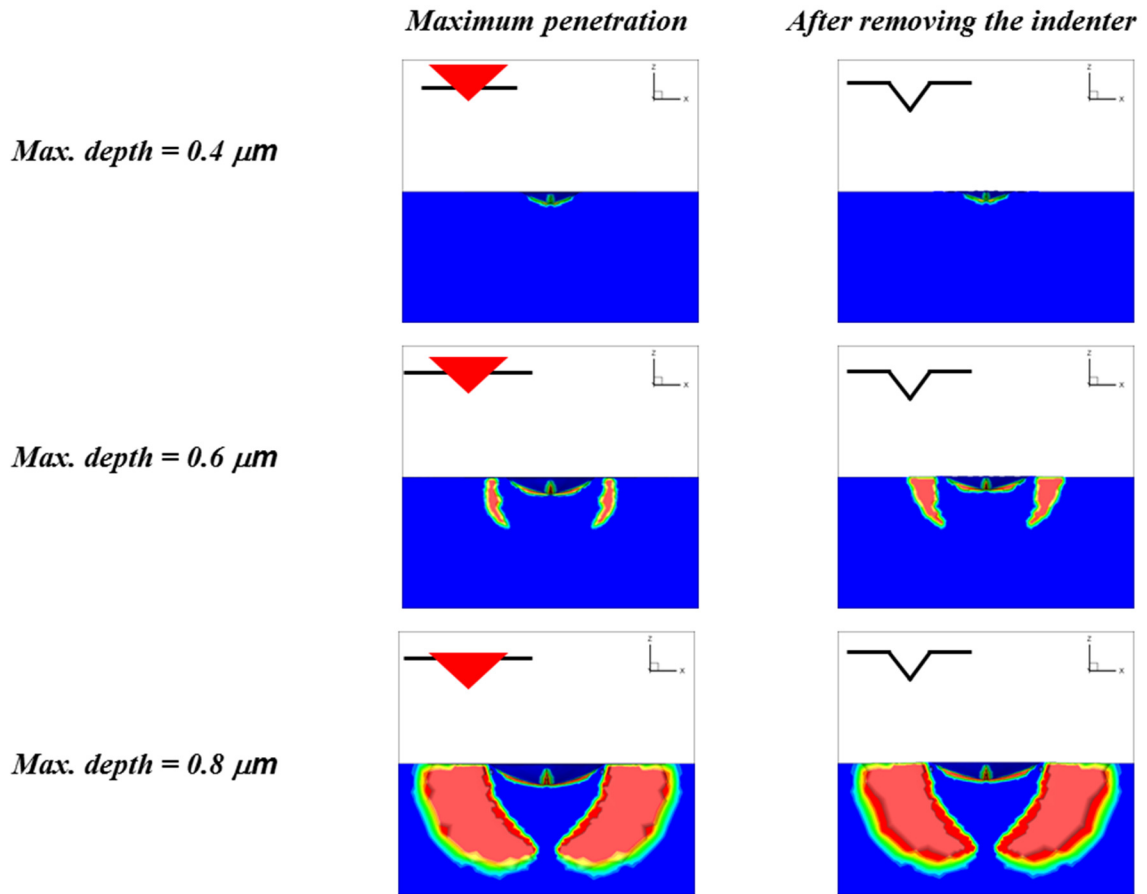 Maximum penetration
After removing the indenter
z
x
z
x
Max. depth = 0.4 μm
z
x
z
x
Max. depth = 0.6 μm
z
x
z
x
Max. depth = 0.8 μm